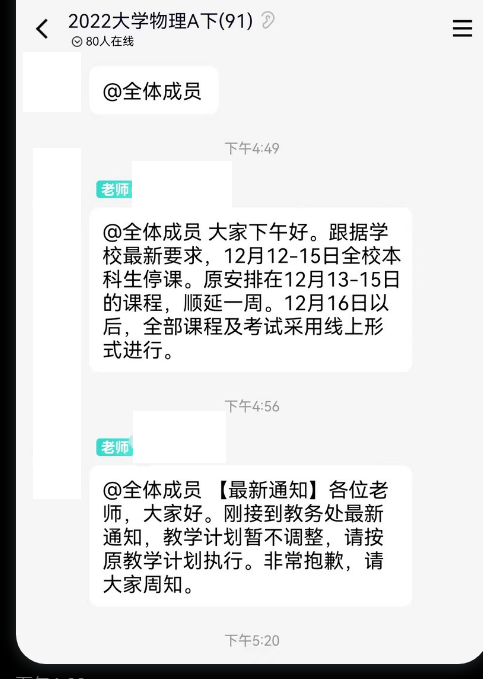 2022大学物理A下(91)
80人在线
@全体成员
下午4:49
老师
@全体成员 大家下午好。跟据学
校最新要求，12月12-15日全校本
科生停课。原安排在12月13-15日
的课程，顺延一周。12月16日以
后，全部课程及考试采用线上形
式进行。
下午4:56
老师
@全体成员 【最新通知】各位老
师，大家好。刚接到教务处最新
通知，教学计划暂不调整，请按
原教学计划执行。非常抱歉，请
大家周知。
下午5:20